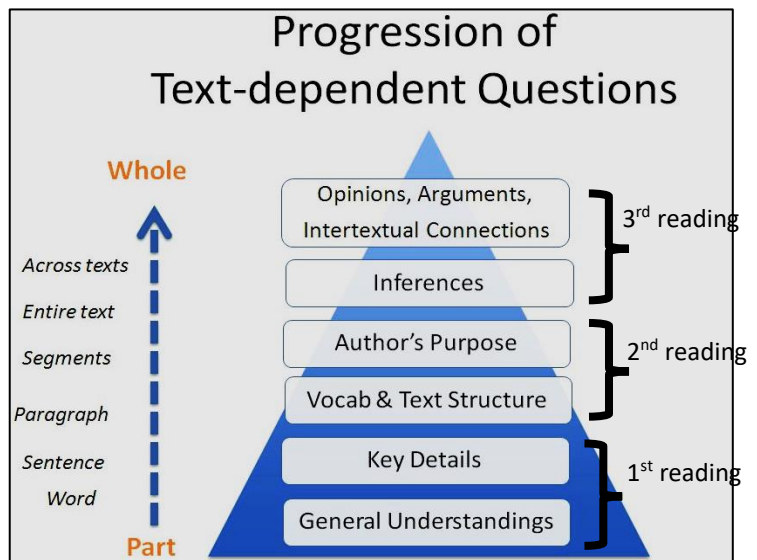 Progression of
Text-dependent Questions
Whole
Opinions, Arguments,
Intertextual Connections
3rd reading
Across texts
Inferences
Entire text
Author's Purpose
2nd reading
Segments
Vocab & Text Structure
Paragraph
Key Details
Sentence
1st reading
Word
General Understandings
Part